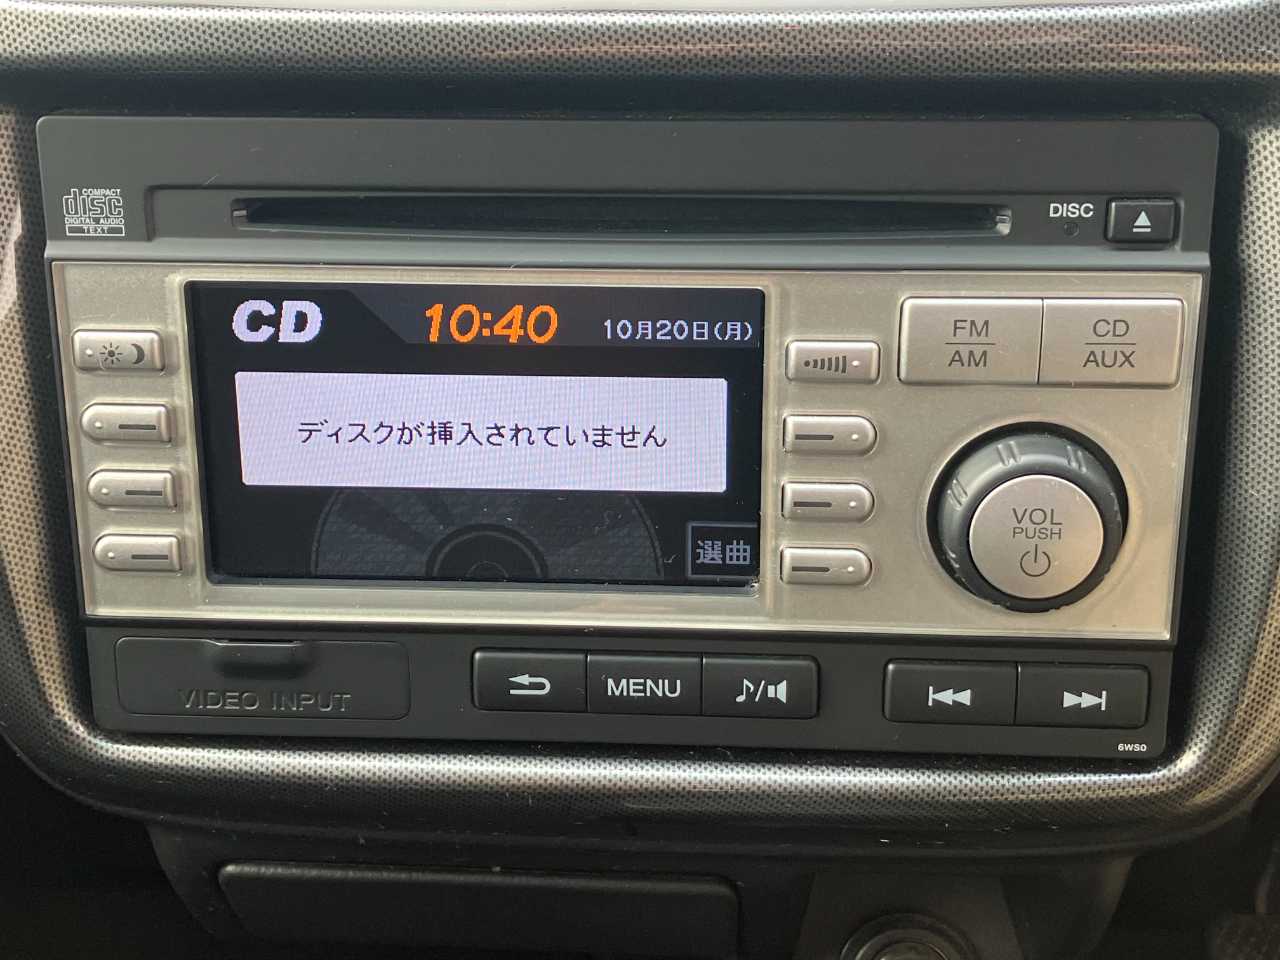 COMPACT
disc
DIGITAL AUDIO
TEXT
DISC
CD 10:40 10月20日(月)
ディスクが挿入されていません
選曲
FM
AM
CD
AUX
VOL
PUSH
VIDEO INPUT
MENU
6WS0